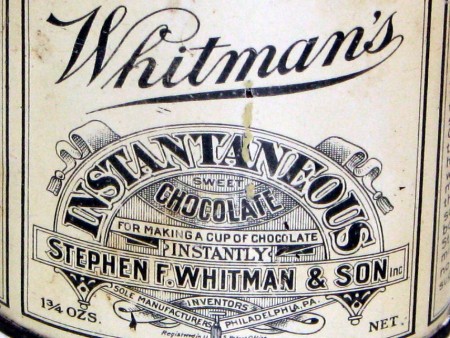 Whitman's
INSTANTANEOUS
SWEET
CHOCOLATE
FOR MAKING A CUP OF CHOCOLATE
INSTANTLY
STEPHEN F. WHITMAN & SON INC
INVENTORS
SOLE MANUFACTURERS PHILADELPHIA, PA.
1¾ OZS. NET.